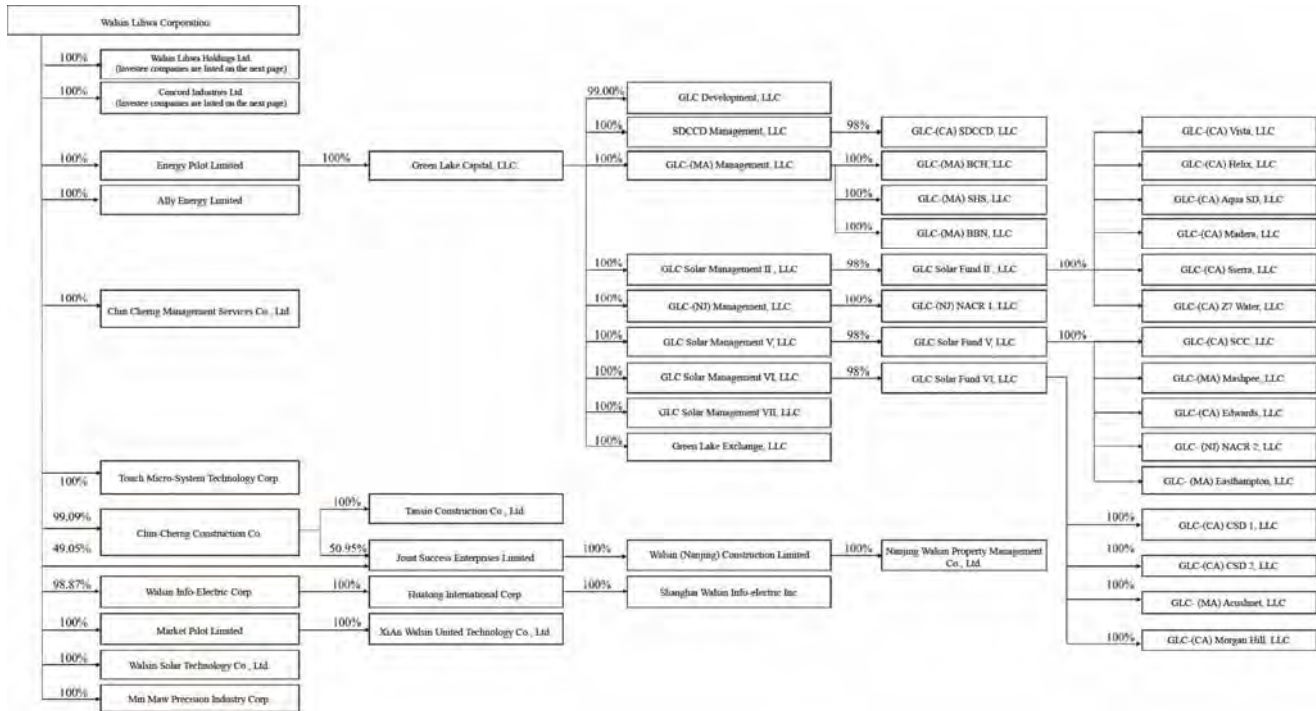 Walsin Lihwa Corporation
100%
Walsin Lihwa Holdings Ltd.
(Investee companies are listed on the next page)
100%
Concord Industries Ltd.
(Investee companies are listed on the next page)
100%
Energy Pilot Limited
100%
Green Lake Capital, LLC.
100%
Ally Energy Limited
100%
Chin Cherng Management Services Co., Ltd.
99.00%
GLC Development, LLC
100%
SDCCD Management, LLC
98%
GLC-(CA) SDCCD, LLC
100%
GLC-(MA) Management, LLC
100%
GLC-(MA) BCH, LLC
100%
GLC-(MA) SHS, LLC
100%
GLC-(MA) BBN, LLC
100%
GLC Solar Management II , LLC
98%
GLC Solar Fund II , LLC
100%
GLC-(CA) Vista, LLC
GLC-(CA) Helix, LLC
GLC-(CA) Aqua SD, LLC
GLC-(CA) Madera, LLC
GLC-(CA) Sierra, LLC
GLC-(CA) Z7 Water, LLC
100%
GLC-(NJ) Management, LLC
100%
GLC-(NJ) NACR 1, LLC
100%
GLC Solar Management V, LLC
98%
GLC Solar Fund V, LLC
100%
GLC-(CA) SCC, LLC
GLC-(MA) Mashpee, LLC
GLC-(CA) Edwards, LLC
GLC- (NJ) NACR 2, LLC
GLC- (MA) Easthampton, LLC
100%
GLC Solar Management VI, LLC
98%
GLC Solar Fund VI, LLC
100%
GLC-(CA) CSD 1, LLC
100%
GLC-(CA) CSD 2, LLC
100%
GLC- (MA) Acushnet, LLC
100%
GLC-(CA) Morgan Hill, LLC
100%
GLC Solar Management VII, LLC
100%
Green Lake Exchange, LLC
100%
Touch Micro-System Technology Corp.
99.09%
Chin-Cherng Construction Co.
100%
Tansio Construction Co., Ltd.
49.05%
50.95%
Joint Success Enterprises Limited
100%
Walsin (Nanjing) Construction Limited
100%
Nanjing Walsin Property Management
Co., Ltd.
98.87%
Walsin Info-Electric Corp.
100%
Huatong International Corp.
100%
Shanghai Walsin Info-electric Inc.
100%
Market Pilot Limited
100%
XiAn Walsin United Technology Co., Ltd.
100%
Walsin Solar Technology Co., Ltd.
100%
Min Maw Precision Industry Corp.